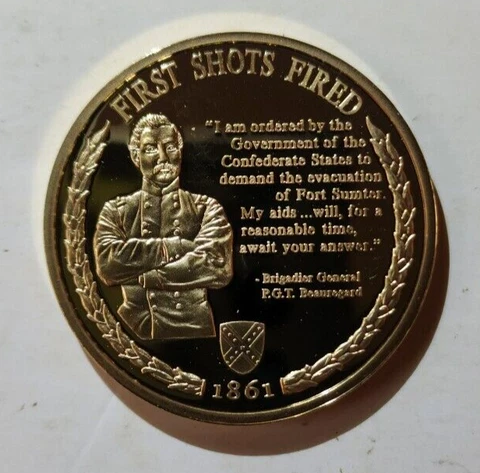 FIRST SHOTS FIRED
"I am ordered by the
Government of the
Confederate States to
demand the evacuation
of Fort Sumter.
My aids ...will, for a
reasonable time,
await your answer."
- Brigadier General
P.G.T. Beauregard
1861